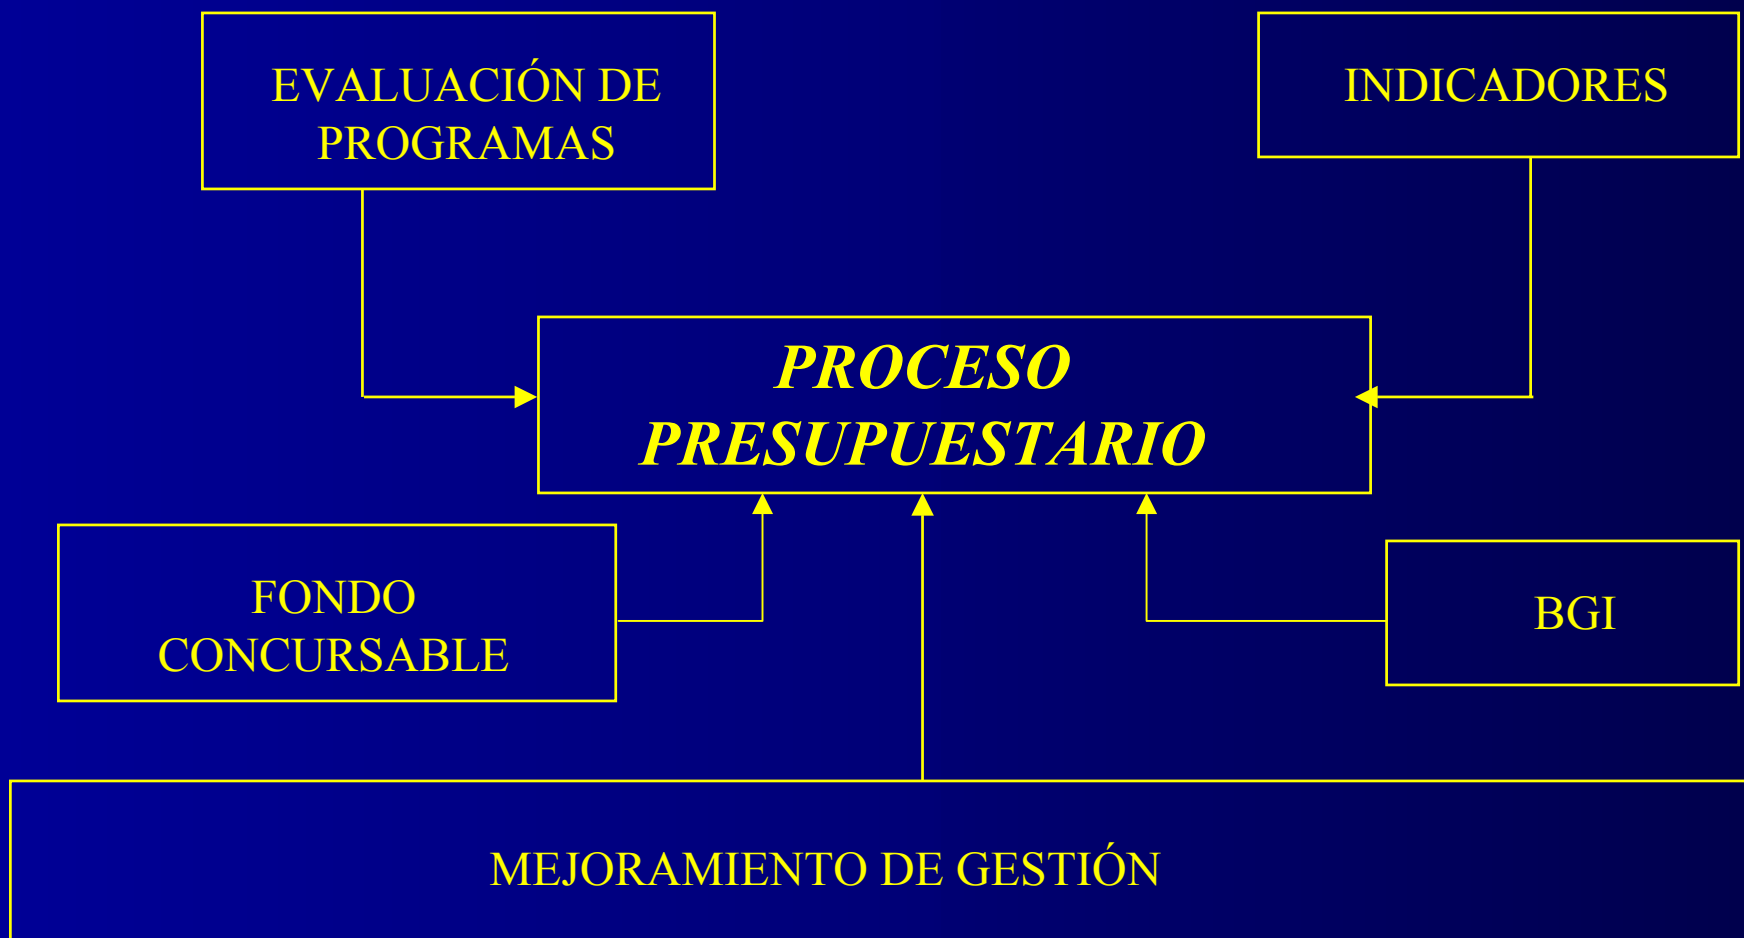 EVALUACIÓN DE
PROGRAMAS
INDICADORES
PROCESO
PRESUPUESTARIO
FONDO
CONCURSABLE
BGI
MEJORAMIENTO DE GESTIÓN